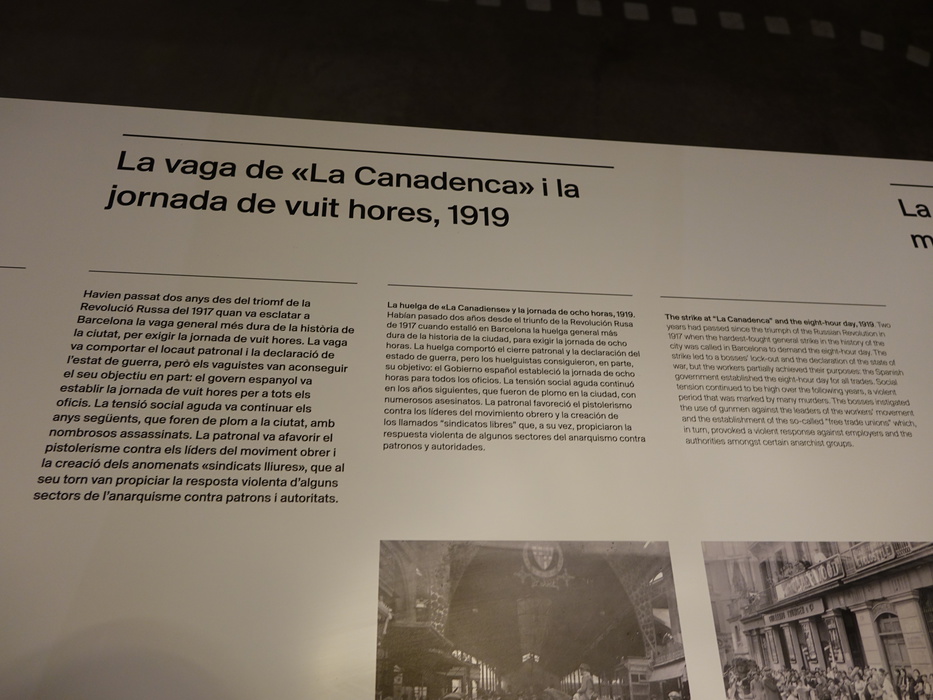 La vaga de «La Canadenca» i la
jornada de vuit hores, 1919
Havien passat dos anys des del triomf de la
Revolució Russa del 1917 quan va esclatar a
Barcelona la vaga general més dura de la història de
la ciutat, per exigir la jornada de vuit hores. La vaga
va comportar el locaut patronal i la declaració de
l'estat de guerra, però els vaguistes van aconseguir
el seu objectiu en part: el govern espanyol va
establir la jornada de vuit hores per a tots els
oficis. La tensió social aguda va continuar els
anys següents, que foren de plom a la ciutat, amb
nombrosos assassinats. La patronal va afavorir el
pistolerisme contra els líders del moviment obrer i
la creació dels anomenats «sindicats lliures», que al
seu torn van propiciar la resposta violenta d'alguns
sectors de l'anarquisme contra patrons i autoritats.
La huelga de «La Canadiense» y la jornada de ocho horas, 1919.
Habían pasado dos años desde el triunfo de la Revolución Rusa
de 1917 cuando estalló en Barcelona la huelga general más
dura de la historia de la ciudad, para exigir la jornada de ocho
horas. La huelga comportó el cierre patronal y la declaración del
estado de guerra, pero los huelguistas consiguieron, en parte,
su objetivo: el Gobierno español estableció la jornada de ocho
horas para todos los oficios. La tensión social aguda continuó
en los años siguientes, que fueron de plomo en la ciudad, con
numerosos asesinatos. La patronal favoreció el pistolerismo
contra los líderes del movimiento obrero y la creación de
los llamados "sindicatos libres" que, a su vez, propiciaron la
respuesta violenta de algunos sectores del anarquismo contra
patronos y autoridades.
The strike at "La Canadenca" and the eight-hour day, 1919. Two
years had passed since the triumph of the Russian Revolution in
1917 when the hardest-fought general strike in the history of the
city was called in Barcelona to demand the eight-hour day. The
strike led to a bosses' lock-out and the declaration of the state of
war, but the workers partially achieved their purposes: the Spanish
government established the eight-hour day for all trades. Social
tension continued to be high over the following years, a violent
period that was marked by many murders. The bosses instigated
the use of gunmen against the leaders of the workers' movement
and the establishment of the so-called "free trade unions" which,
in turn, provoked a violent response against employers and the
authorities amongst certain anarchist groups.
La
m